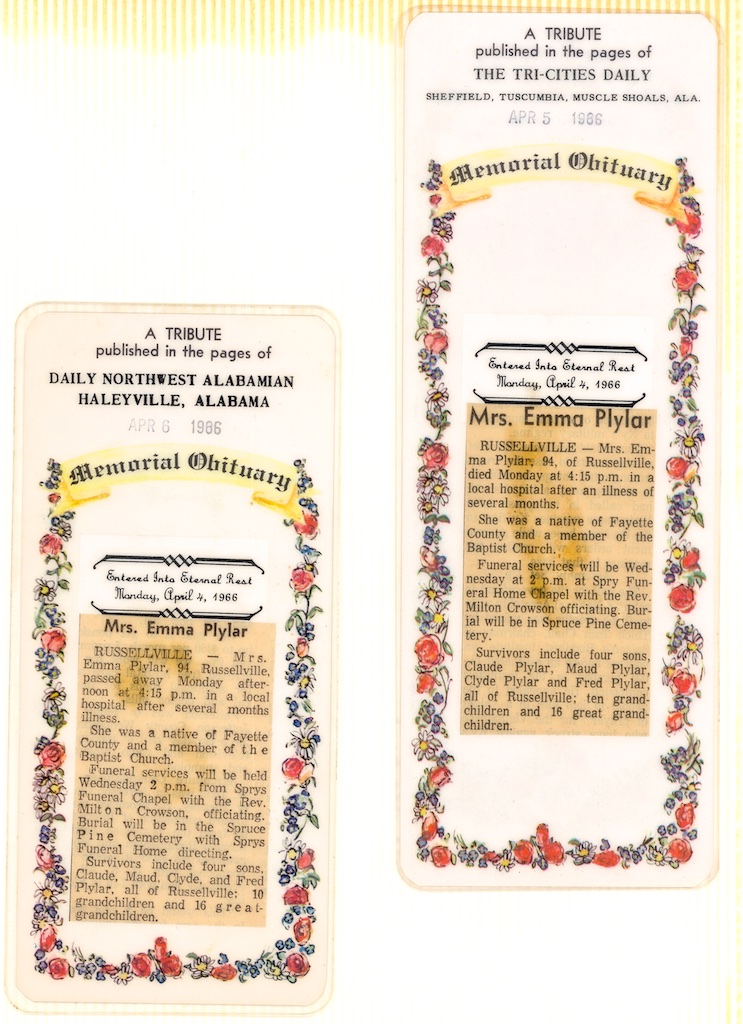 A TRIBUTE
published in the pages of
DAILY NORTHWEST ALABAMIAN
HALEYVILLE, ALABAMA
APR 6 1966
Memorial Obituary
Entered Into Eternal Rest
Monday, April 4, 1966
Mrs. Emma Plylar
RUSSELLVILLE — Mrs.
Emma Plylar, 94, Russellville,
passed away Monday after-
noon at 4:15 p.m. in a local
hospital after several months
illness.
She was a native of Fayette
County and a member of the
Baptist Church.
Funeral services will be held
Wednesday 2 p.m. from Sprys
Funeral Chapel with the Rev.
Milton Crowson, officiating.
Burial will be in the Spruce
Pine Cemetery with Sprys
Funeral Home directing.
Survivors include four sons,
Claude, Maud, Clyde, and Fred
Plylar, all of Russellville; 10
grandchildren and 16 great-
grandchildren.
A TRIBUTE
published in the pages of
THE TRI-CITIES DAILY
SHEFFIELD, TUSCUMBIA, MUSCLE SHOALS, ALA.
APR 5 1966
Memorial Obituary
Entered Into Eternal Rest
Monday, April 4, 1966
Mrs. Emma Plylar
RUSSELLVILLE — Mrs. Em-
ma Plylar, 94, of Russellville,
died Monday at 4:15 p.m. in a
local hospital after an illness of
several months.
She was a native of Fayette
County and a member of the
Baptist Church.
Funeral services will be Wed-
nesday at 2 p.m. at Spry Fun-
eral Home Chapel with the Rev.
Milton Crowson officiating. Bur-
ial will be in Spruce Pine Ceme-
tery.
Survivors include four sons,
Claude Plylar, Maud Plylar,
Clyde Plylar and Fred Plylar,
all of Russellville; ten grand-
children and 16 great grand-
children.